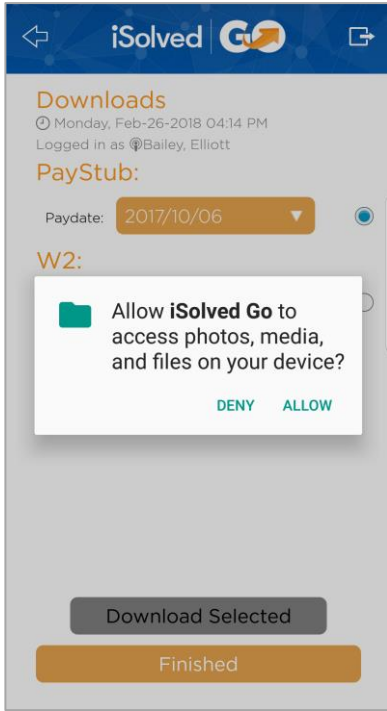 iSolved GO
Downloads
Monday, Feb-26-2018 04:14 PM
Logged in as Bailey, Elliott
PayStub:
Paydate: 2017/10/06
W2:
Allow iSolved Go to
access photos, media,
and files on your device?
DENY ALLOW
Download Selected
Finished